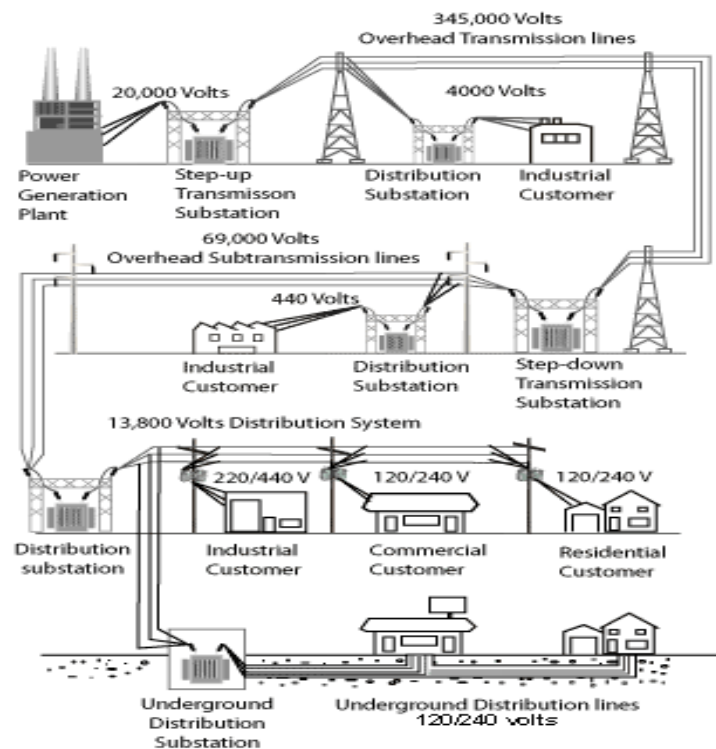 345,000 Volts
Overhead Transmission lines
20,000 Volts
4000 Volts
Power
Generation
Plant
Step-up
Transmisson
Substation
Distribution
Substation
Industrial
Customer
69,000 Volts
Overhead Subtransmission lines
440 Volts
Industrial
Customer
Distribution
Substation
Step-down
Transmission
Substation
13,800 Volts Distribution System
220/440 V
120/240 V
120/240 V
Distribution
substation
Industrial
Customer
Commercial
Customer
Residential
Customer
Underground
Distribution
Substation
Underground Distribution lines
120/240 volts